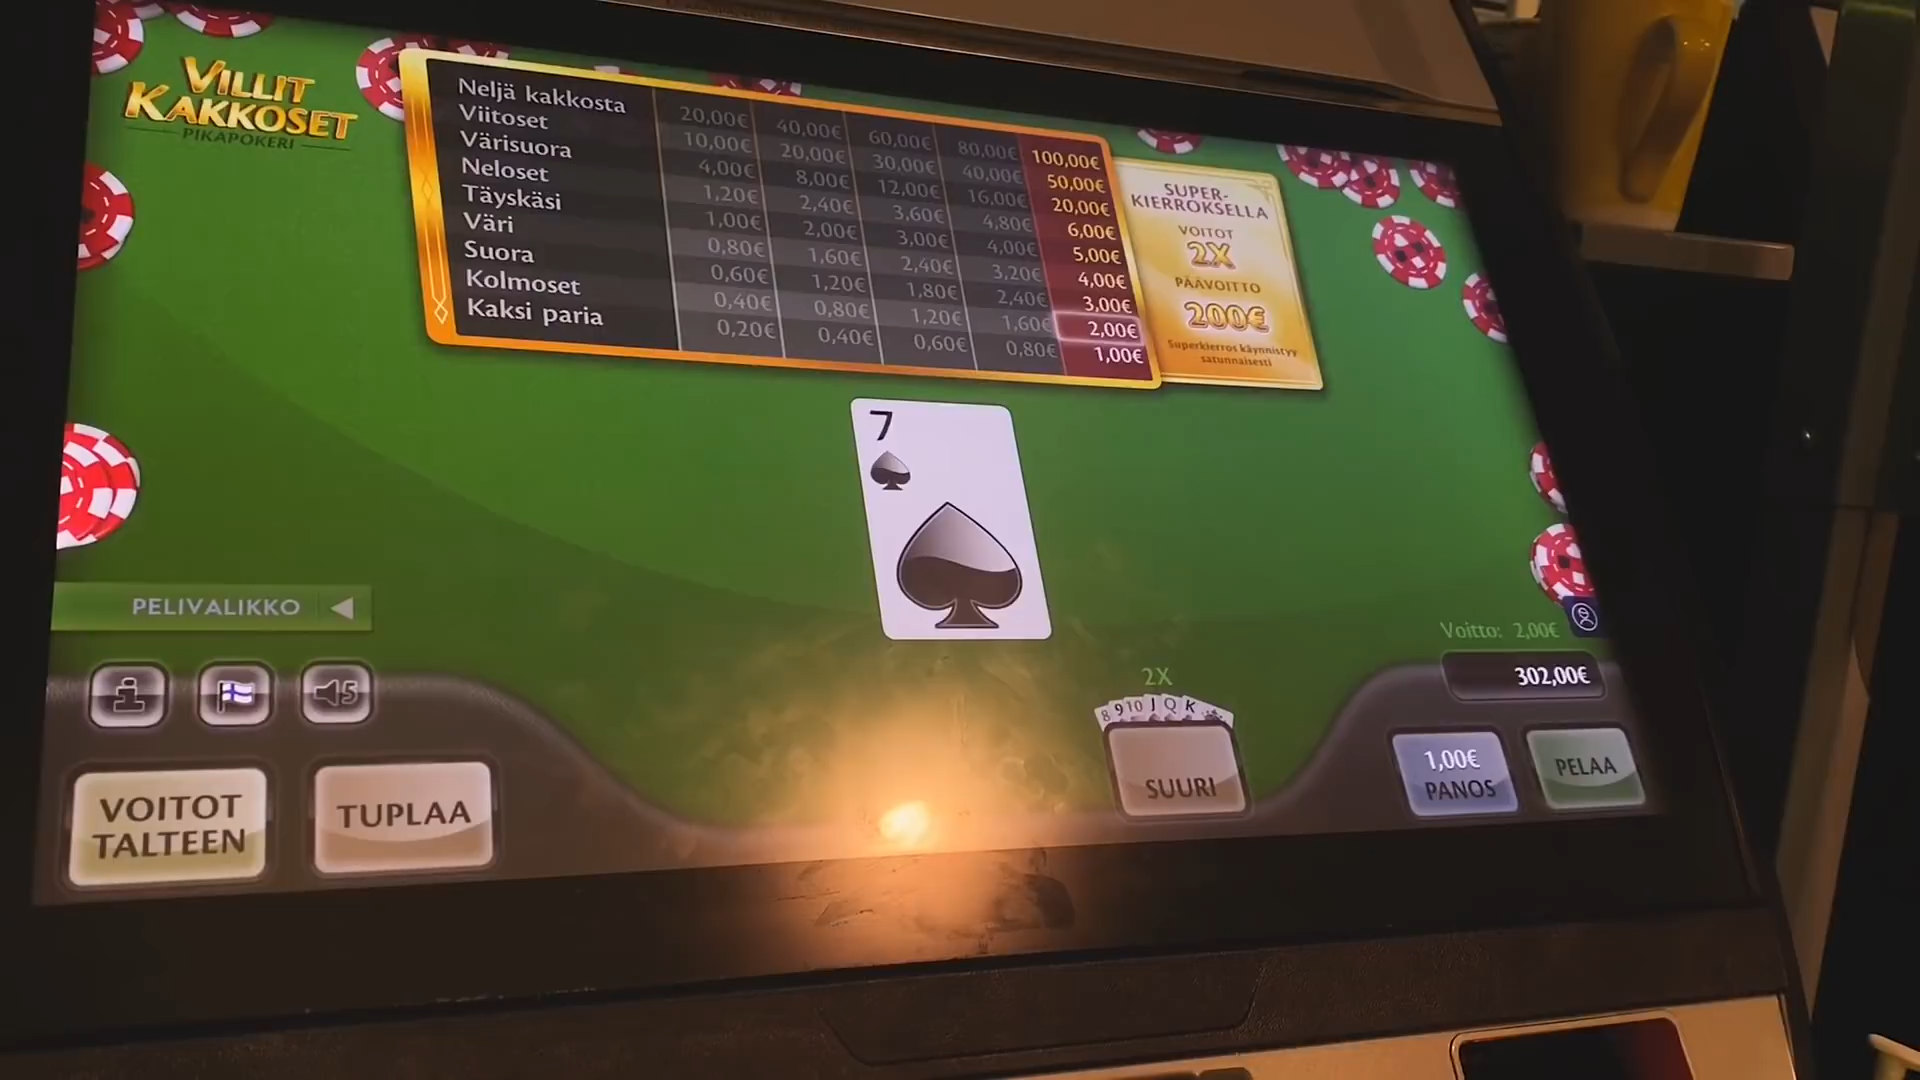 VILLIT
KAKKOSET
PIKAPOKERI
Neljä kakkosta 20,00€ 40,00€ 60,00€ 80,00€ 100,00€
Viitoset 10,00€ 20,00€ 30,00€ 40,00€ 50,00€
Värisuora 4,00€ 8,00€ 12,00€ 16,00€ 20,00€
Neloset 1,20€ 2,40€ 3,60€ 4,80€ 6,00€
Täyskäsi 1,00€ 2,00€ 3,00€ 4,00€ 5,00€
Väri 0,80€ 1,60€ 2,40€ 3,20€ 4,00€
Suora 0,60€ 1,20€ 1,80€ 2,40€ 3,00€
Kolmoset 0,40€ 0,80€ 1,20€ 1,60€ 2,00€
Kaksi paria 0,20€ 0,40€ 0,60€ 0,80€ 1,00€
SUPER-
KIERROKSELLA
VOITOT
2X
PÄÄVOITTO
200€
Superkierros käynnistyy
satunnaisesti
7
PELIVALIKKO
Voitto: 2,00€
302,00€
2X
8 9 10 J Q K
i
5
VOITOT
TALTEEN
TUPLAA
SUURI
1,00€
PANOS
PELAA